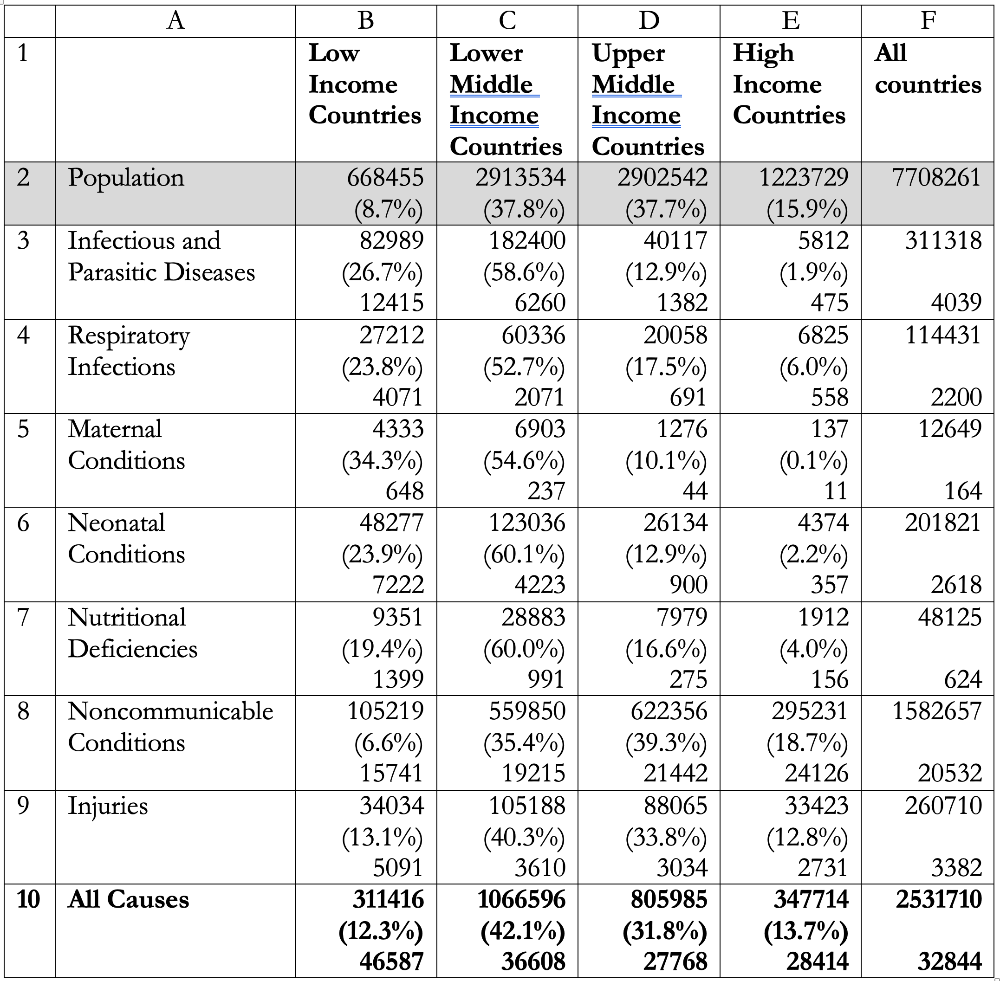 A B C D E F
1 Low Lower Upper High All
Income Middle Middle Income countries
Countries Income Income Countries
Countries Countries
2 Population 668455 2913534 2902542 1223729 7708261
(8.7%) (37.8%) (37.7%) (15.9%)
3 Infectious and 82989 182400 40117 5812 311318
Parasitic Diseases (26.7%) (58.6%) (12.9%) (1.9%)
12415 6260 1382 475 4039
4 Respiratory 27212 60336 20058 6825 114431
Infections (23.8%) (52.7%) (17.5%) (6.0%)
4071 2071 691 558 2200
5 Maternal 4333 6903 1276 137 12649
Conditions (34.3%) (54.6%) (10.1%) (0.1%)
648 237 44 11 164
6 Neonatal 48277 123036 26134 4374 201821
Conditions (23.9%) (60.1%) (12.9%) (2.2%)
7222 4223 900 357 2618
7 Nutritional 9351 28883 7979 1912 48125
Deficiencies (19.4%) (60.0%) (16.6%) (4.0%)
1399 991 275 156 624
8 Noncommunicable 105219 559850 622356 295231 1582657
Conditions (6.6%) (35.4%) (39.3%) (18.7%)
15741 19215 21442 24126 20532
9 Injuries 34034 105188 88065 33423 260710
(13.1%) (40.3%) (33.8%) (12.8%)
5091 3610 3034 2731 3382
10 All Causes 311416 1066596 805985 347714 2531710
(12.3%) (42.1%) (31.8%) (13.7%)
46587 36608 27768 28414 32844